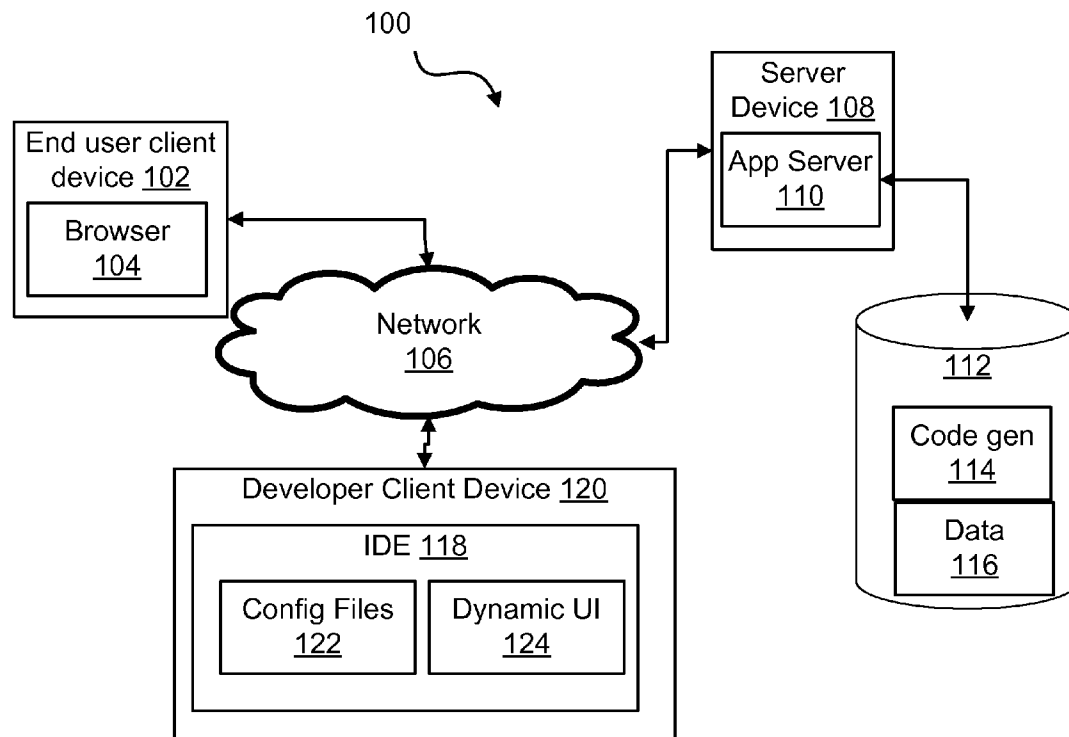 100
Server
Device 108
App Server
110
End user client
device 102
Browser
104
Network
106
112
Code gen
114
Data
116
Developer Client Device 120
IDE 118
Config Files
122
Dynamic UI
124